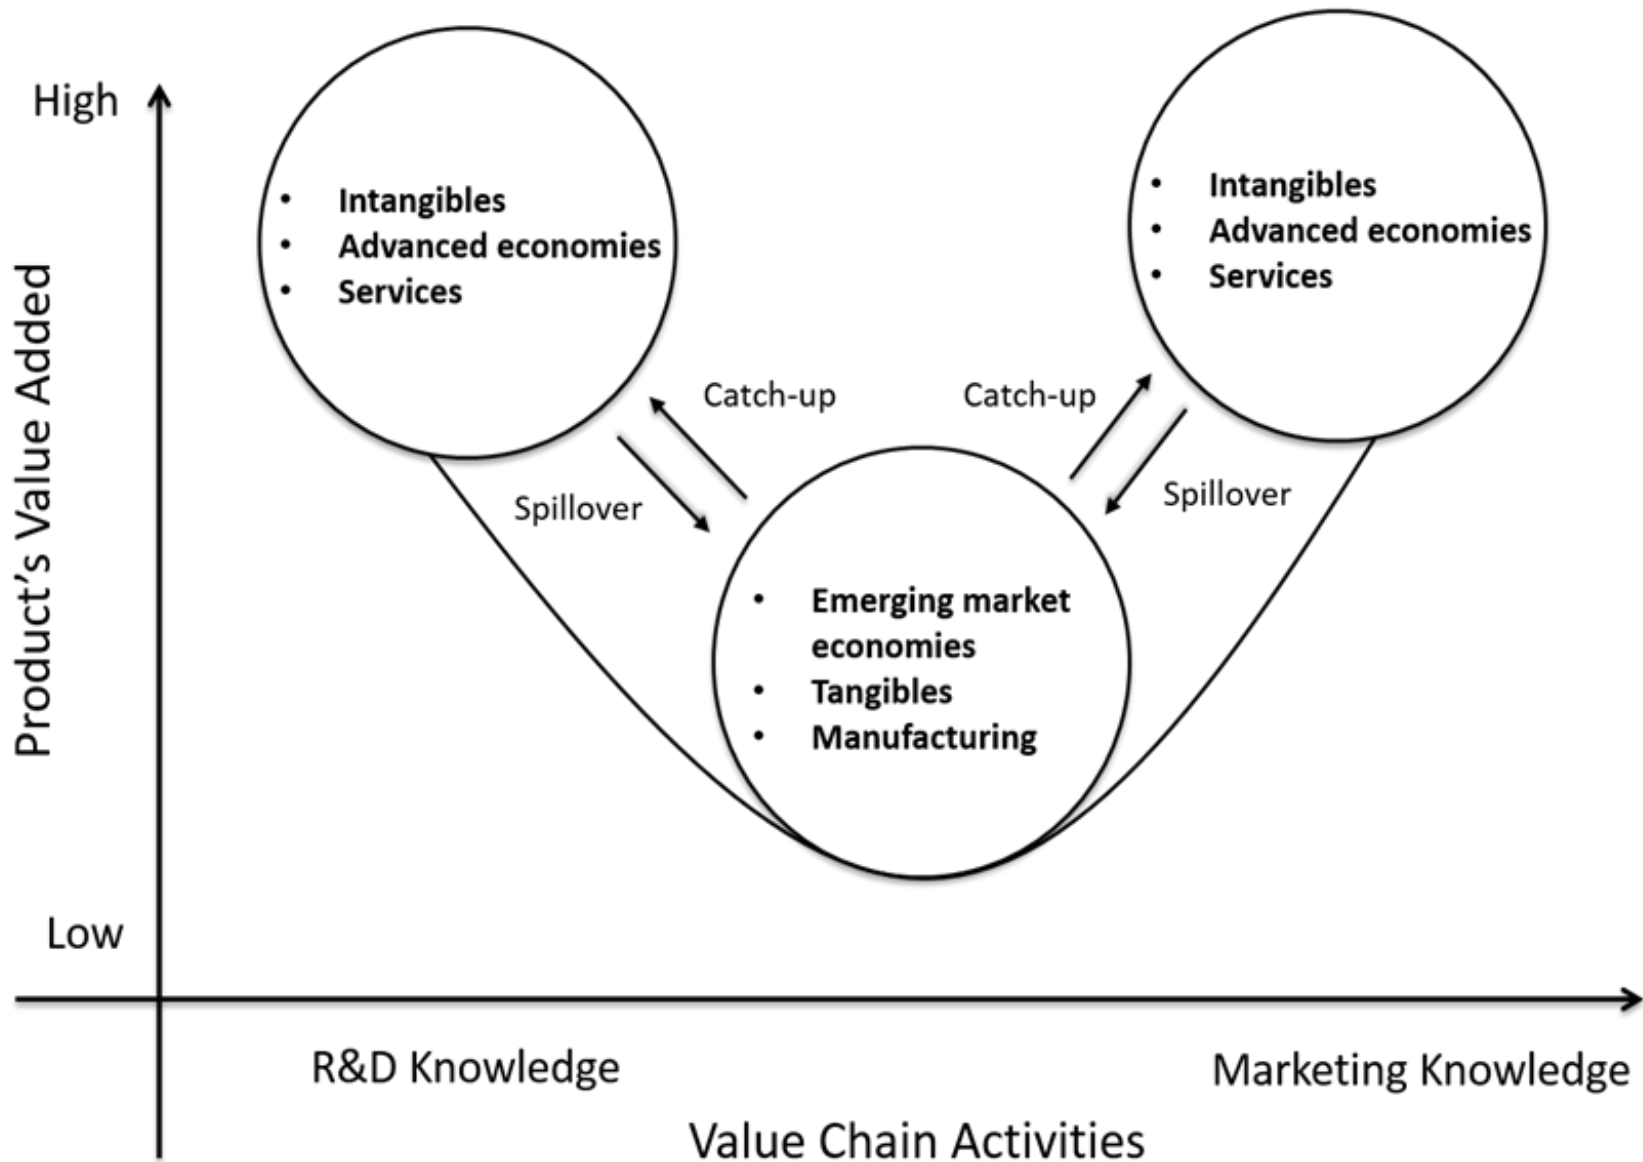 High
Product's Value Added
Low
• Intangibles
• Advanced economies
• Services
• Intangibles
• Advanced economies
• Services
Catch-up
Spillover
Catch-up
Spillover
• Emerging market
economies
• Tangibles
• Manufacturing
R&D Knowledge
Marketing Knowledge
Value Chain Activities